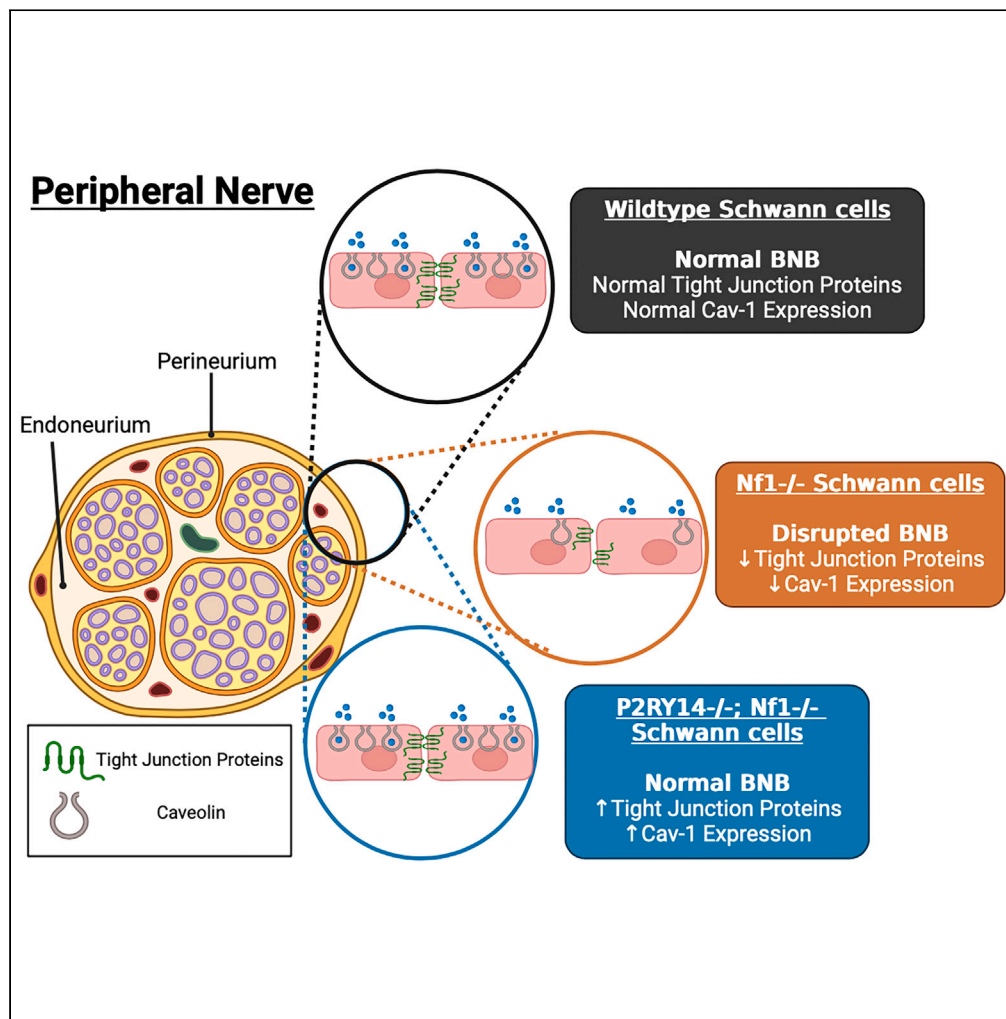 Peripheral Nerve
Wildtype Schwann cells
Normal BNB
Normal Tight Junction Proteins
Normal Cav-1 Expression
Perineurium
Endoneurium
Nf1-/- Schwann cells
Disrupted BNB
↓Tight Junction Proteins
↓Cav-1 Expression
P2RY14-/-; Nf1-/-
Schwann cells
Normal BNB
↑Tight Junction Proteins
↑Cav-1 Expression
Tight Junction Proteins
Caveolin